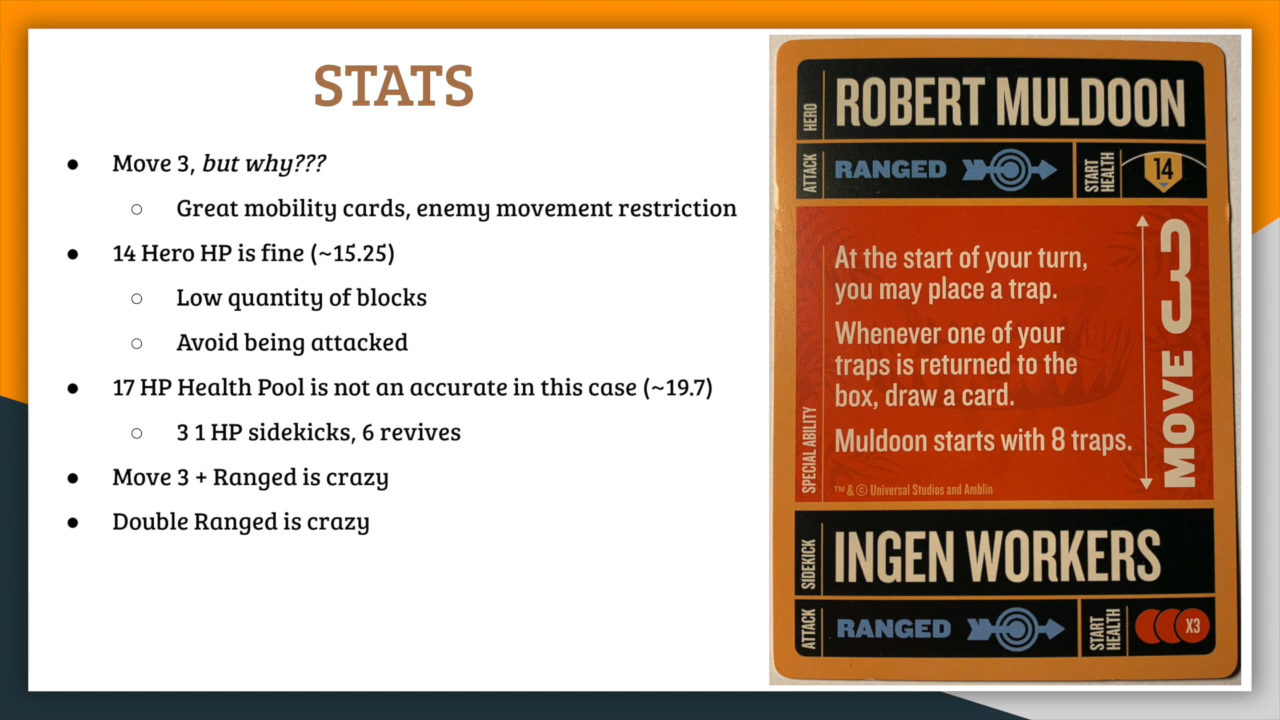 STATS
● Move 3, but why???
○ Great mobility cards, enemy movement restriction
● 14 Hero HP is fine (~15.25)
○ Low quantity of blocks
○ Avoid being attacked
● 17 HP Health Pool is not an accurate in this case (~19.7)
○ 3 1 HP sidekicks, 6 revives
● Move 3 + Ranged is crazy
● Double Ranged is crazy
HERO
ROBERT MULDOON
ATTACK
RANGED
START
HEALTH
14
SPECIAL ABILITY
At the start of your turn,
you may place a trap.
Whenever one of your
traps is returned to the
box, draw a card.
Muldoon starts with 8 traps.
™ & © Universal Studios and Amblin
MOVE 3
SIDEKICK
INGEN WORKERS
ATTACK
RANGED
START
HEALTH
X3